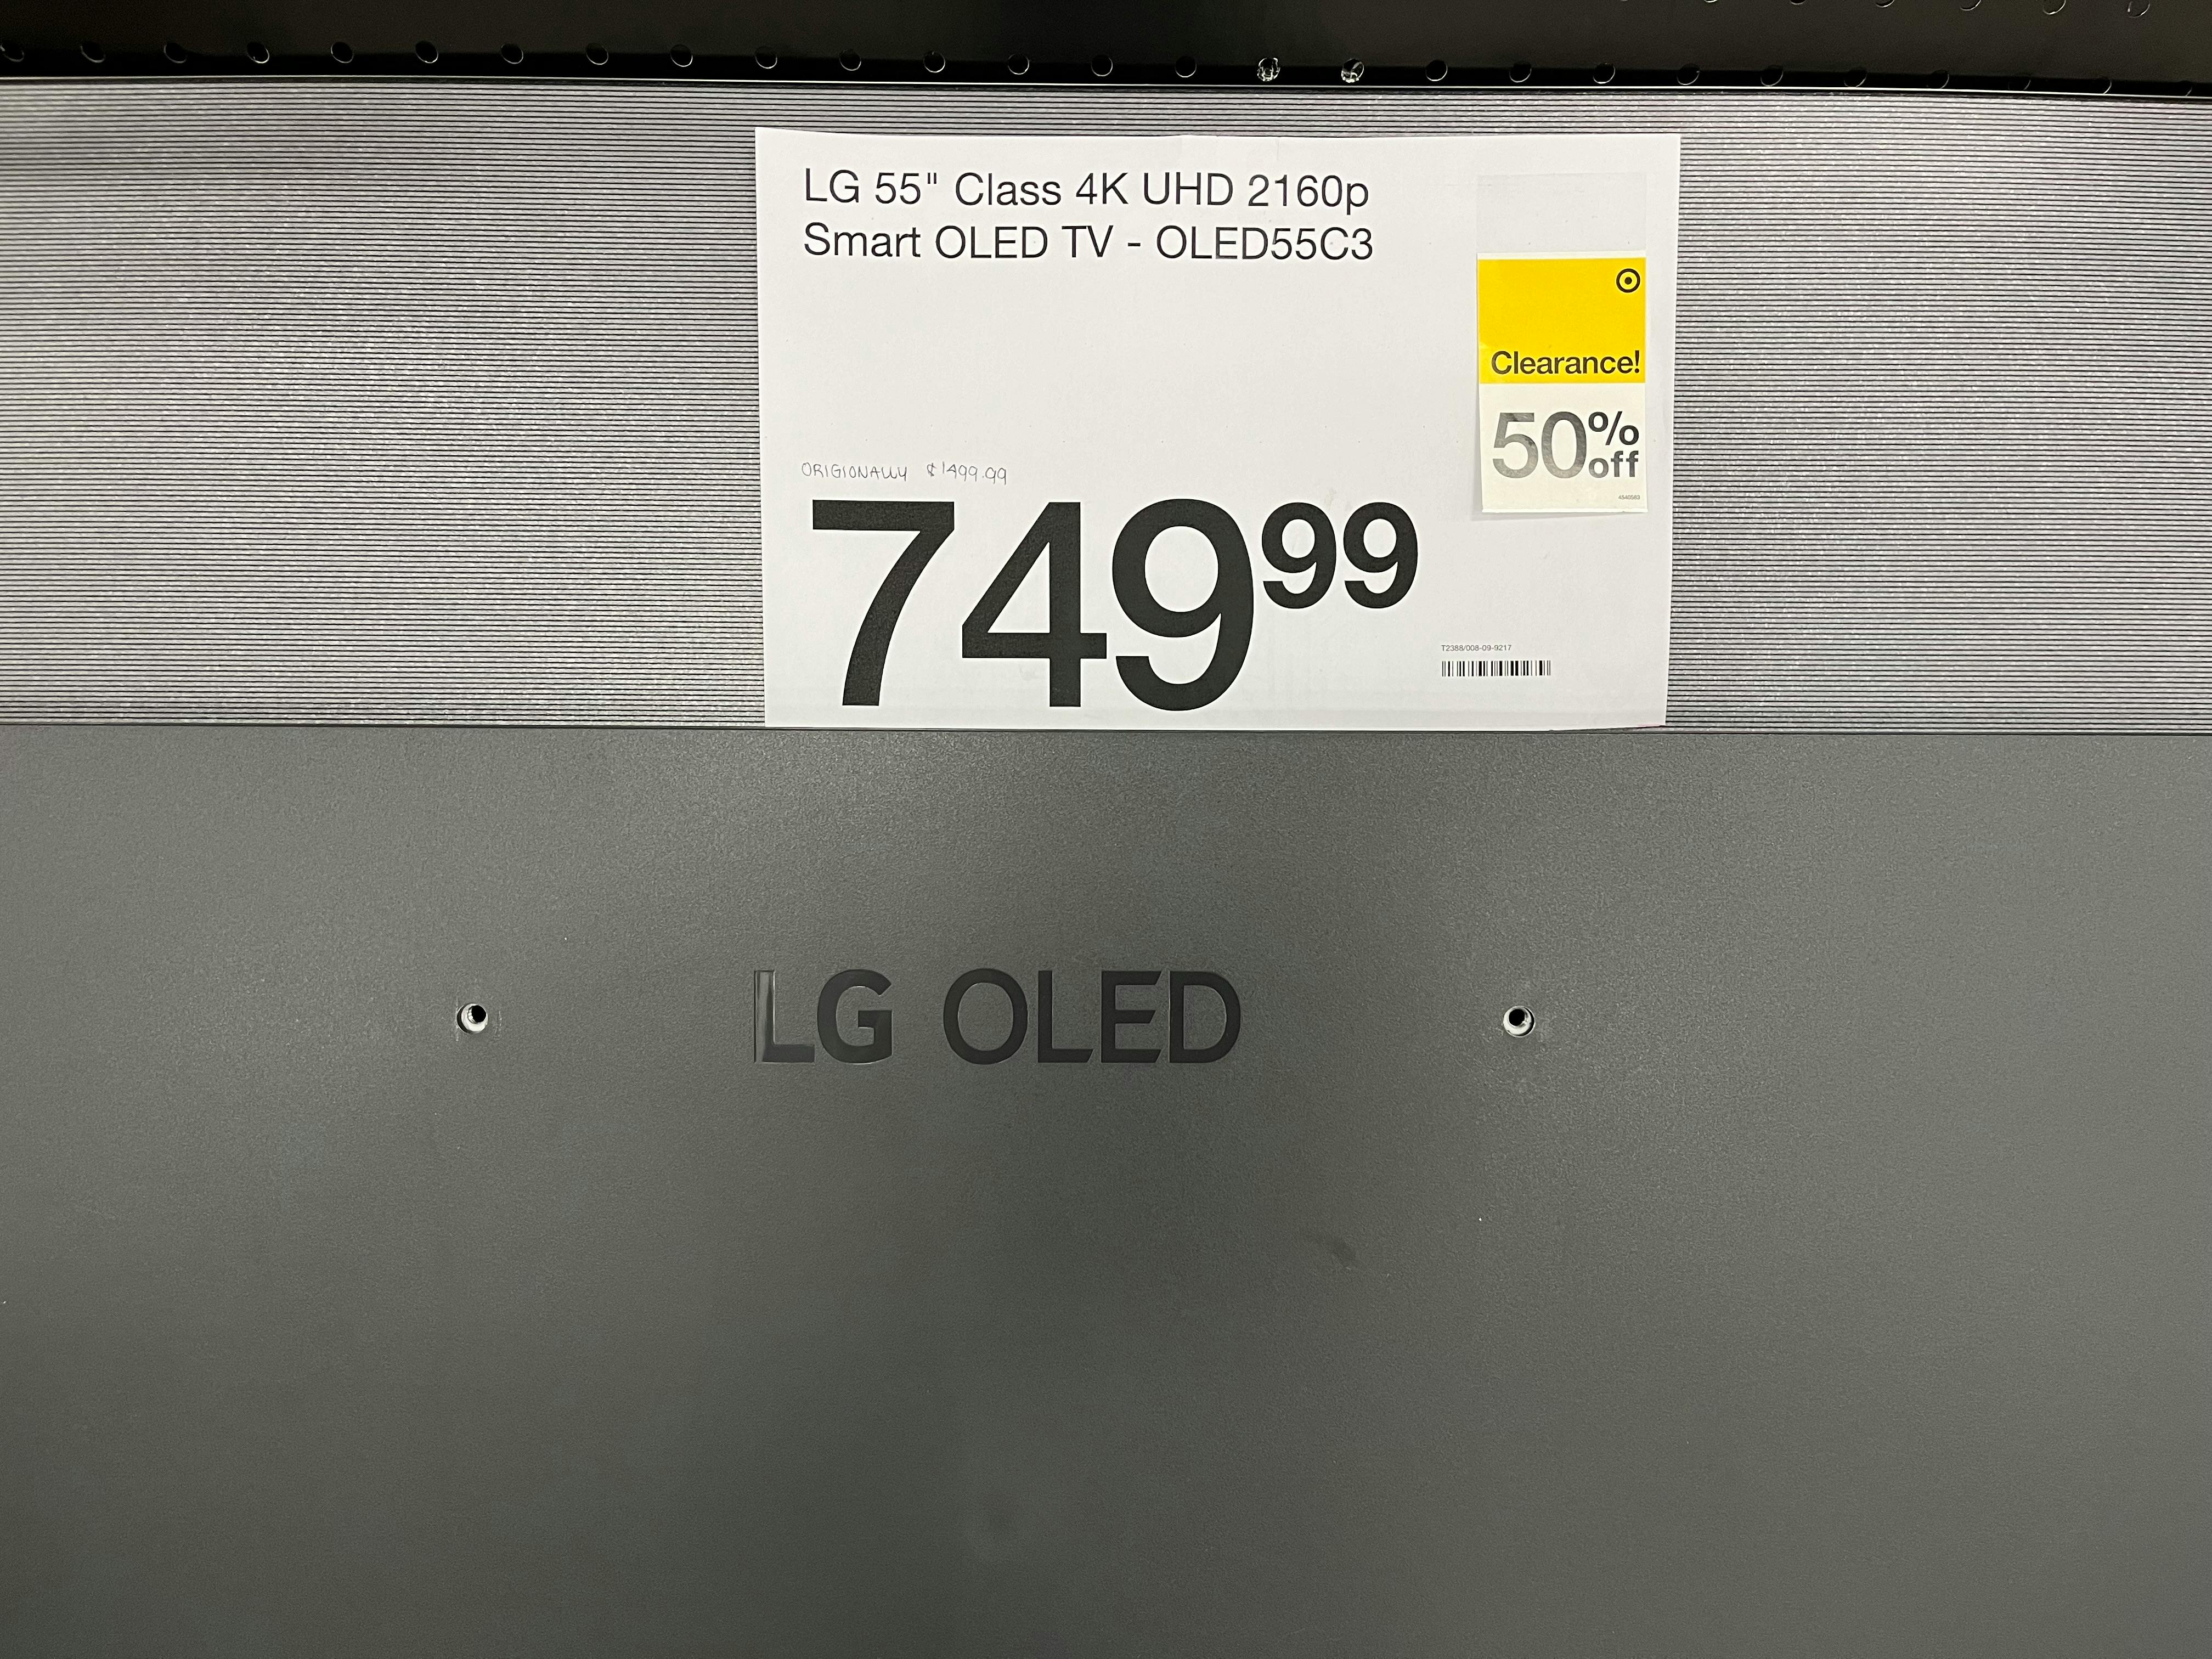 LG 55" Class 4K UHD 2160p
Smart OLED TV - OLED55C3
Clearance!
50% off
4840583
ORIGIONALLY ¢1499.99
749 99
T2388/008-09-9217
LG OLED